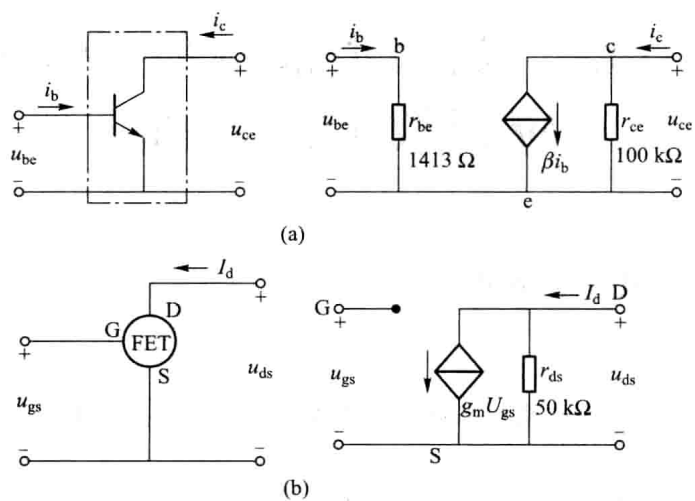 i_c
i_b
+
+
u_be
u_ce
−
−
i_b
b
c
i_c
+
+
u_be
r_be
1413 Ω
βi_b
r_ce
100 kΩ
u_ce
−
e
−
(a)
I_d
D
+
G
FET
+
S
u_gs
u_ds
−
−
G
+
I_d D
+
u_gs
g_mU_gs
r_ds
50 kΩ
u_ds
−
S
−
(b)